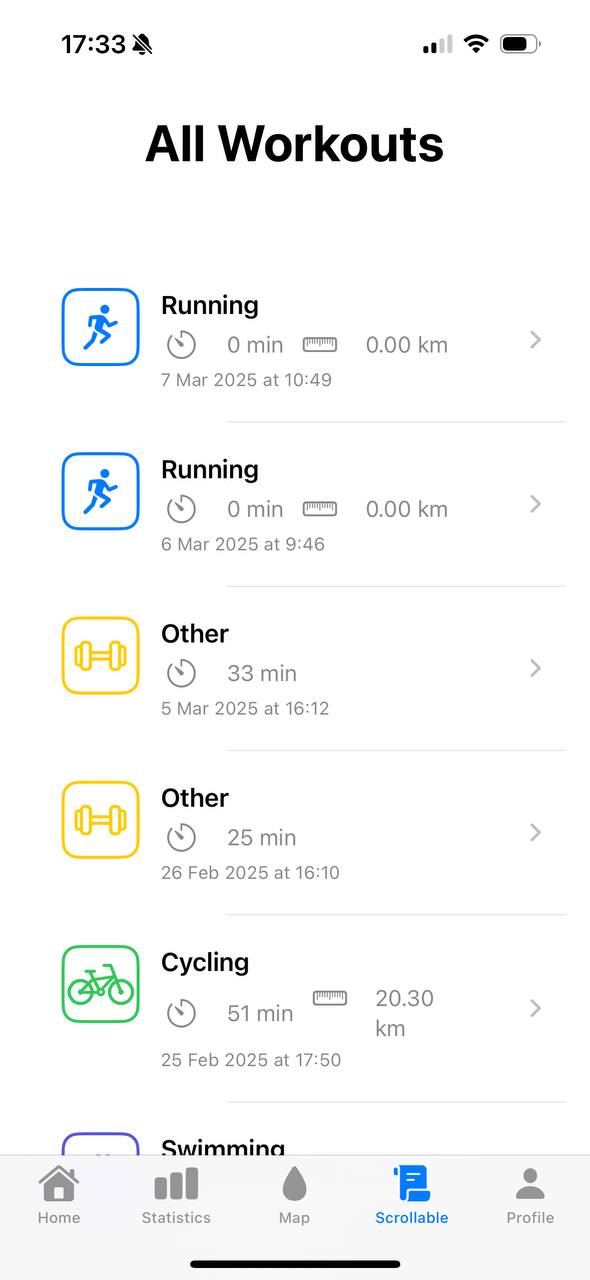 17:33
All Workouts
Running
0 min 0.00 km
7 Mar 2025 at 10:49
Running
0 min 0.00 km
6 Mar 2025 at 9:46
Other
33 min
5 Mar 2025 at 16:12
Other
25 min
26 Feb 2025 at 16:10
Cycling
51 min 20.30
km
25 Feb 2025 at 17:50
Swimming
Home Statistics Map Scrollable Profile